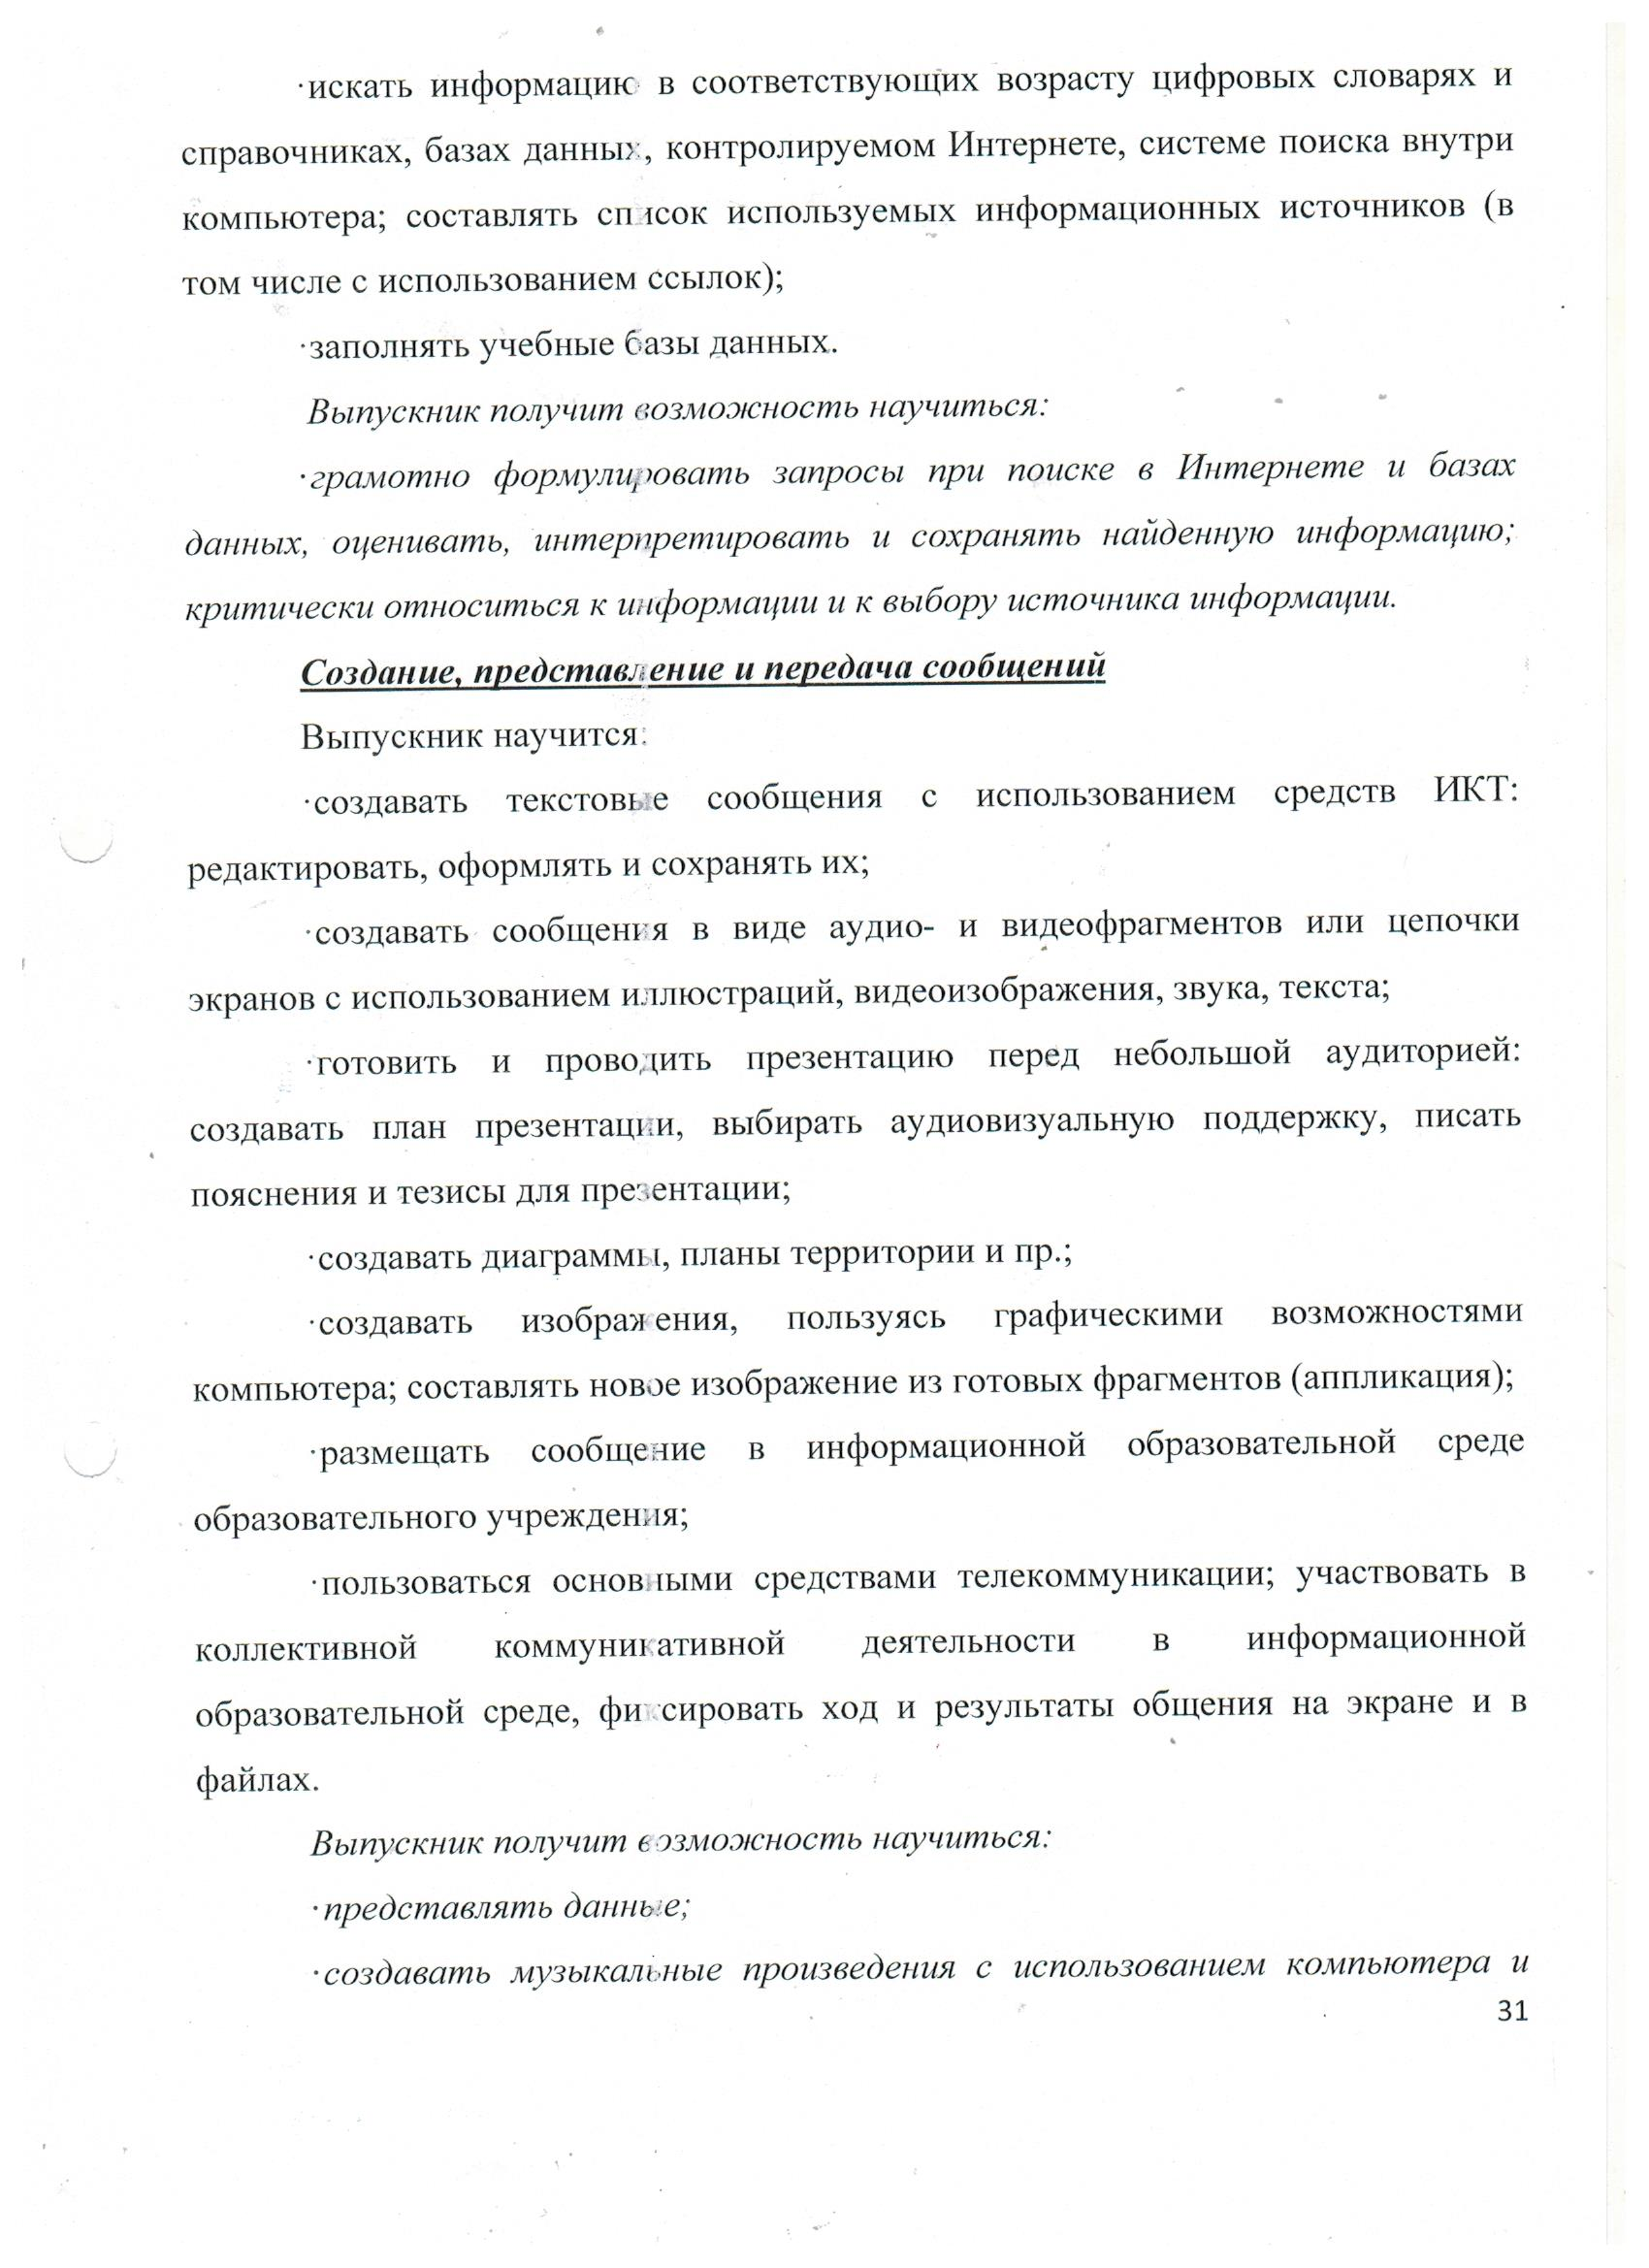 ·искать информацию в соответствующих возрасту цифровых словарях и
справочниках, базах данных, контролируемом Интернете, системе поиска внутри
компьютера; составлять список используемых информационных источников (в
том числе с использованием ссылок);
·заполнять учебные базы данных.
Выпускник получит возможность научиться:
·грамотно формулировать запросы при поиске в Интернете и базах
данных, оценивать, интерпретировать и сохранять найденную информацию;
критически относиться к информации и к выбору источника информации.
Создание, представление и передача сообщений
Выпускник научится:
·создавать текстовые сообщения с использованием средств ИКТ:
редактировать, оформлять и сохранять их;
·создавать сообщения в виде аудио- и видеофрагментов или цепочки
экранов с использованием иллюстраций, видеоизображения, звука, текста;
·готовить и проводить презентацию перед небольшой аудиторией:
создавать план презентации, выбирать аудиовизуальную поддержку, писать
пояснения и тезисы для презентации;
·создавать диаграммы, планы территории и пр.;
·создавать изображения, пользуясь графическими возможностями
компьютера; составлять новое изображение из готовых фрагментов (аппликация);
·размещать сообщение в информационной образовательной среде
образовательного учреждения;
·пользоваться основными средствами телекоммуникации; участвовать в
коллективной коммуникативной деятельности в информационной
образовательной среде, фиксировать ход и результаты общения на экране и в
файлах.
Выпускник получит возможность научиться:
·представлять данные;
·создавать музыкальные произведения с использованием компьютера и
31